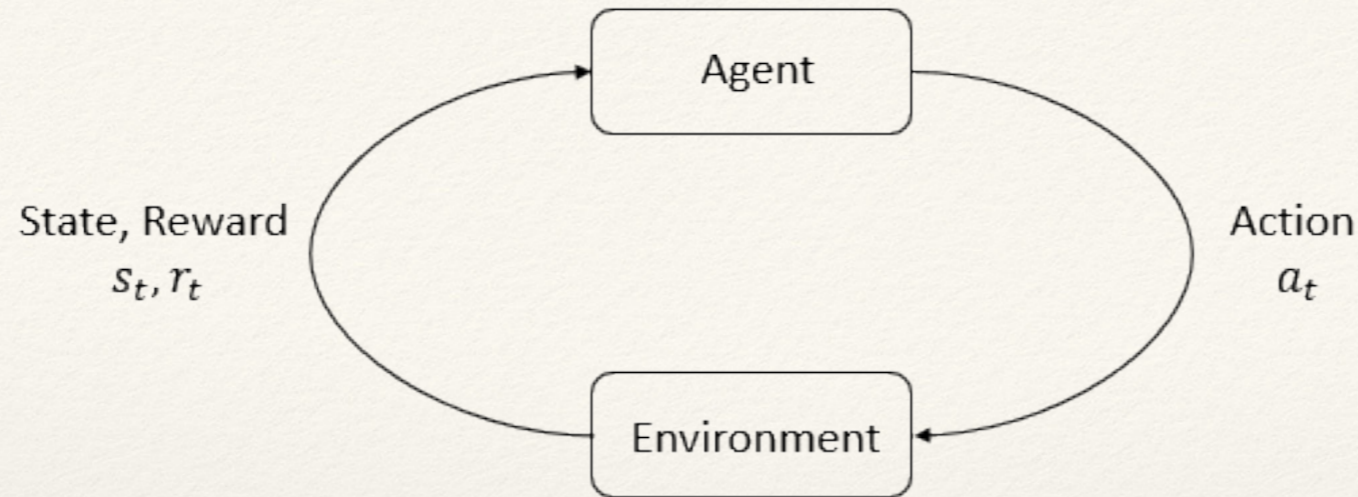 Agent
State, Reward
s_t, r_t
Action
a_t
Environment